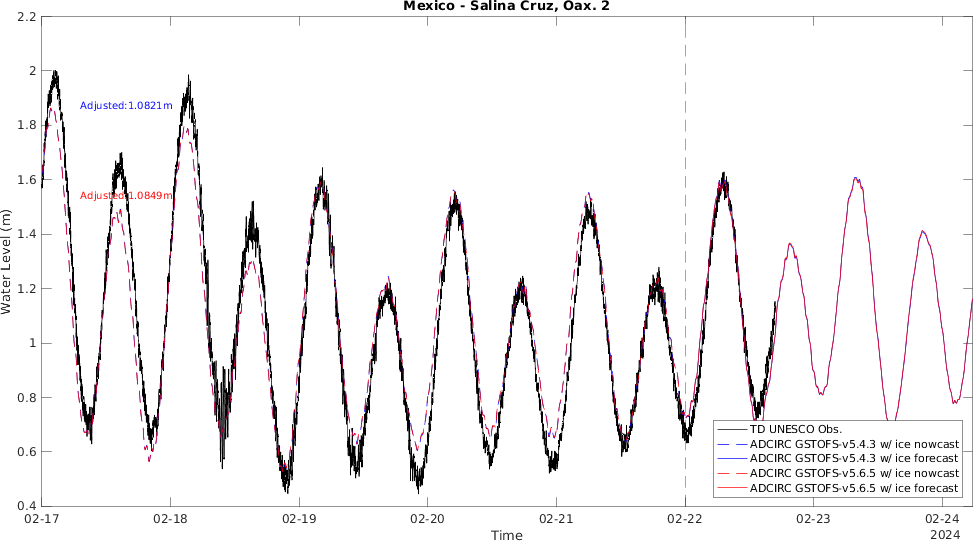 Mexico - Salina Cruz, Oax. 2
2.2
2
1.8
1.6
1.4
1.2
1
0.8
0.6
0.4
Water Level (m)
Adjusted:1.0821m
Adjusted:1.0849m
TD UNESCO Obs.
ADCIRC GSTOFS-v5.4.3 w/ ice nowcast
ADCIRC GSTOFS-v5.4.3 w/ ice forecast
ADCIRC GSTOFS-v5.6.5 w/ ice nowcast
ADCIRC GSTOFS-v5.6.5 w/ ice forecast
02-17 02-18 02-19 02-20 02-21 02-22 02-23 02-24
Time
2024